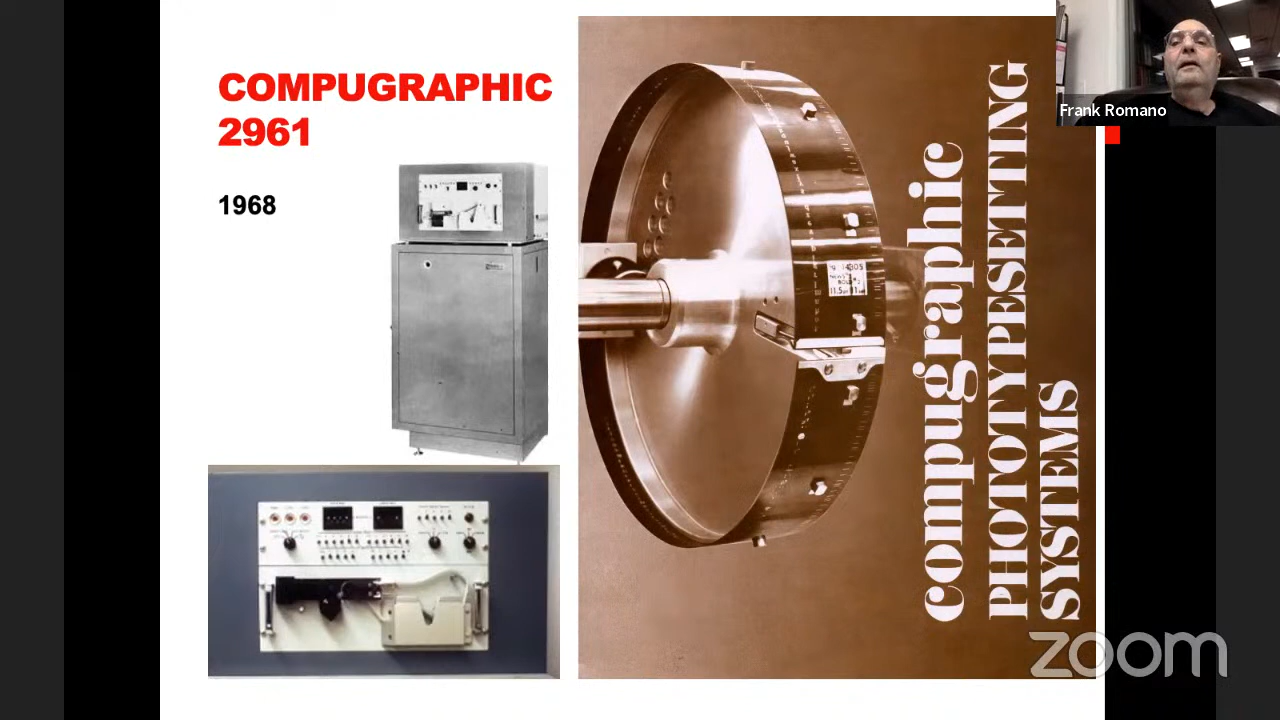 COMPUGRAPHIC
2961
1968
compugraphic
PHOTOTYPESETTING
SYSTEMS
Frank Romano
zoom